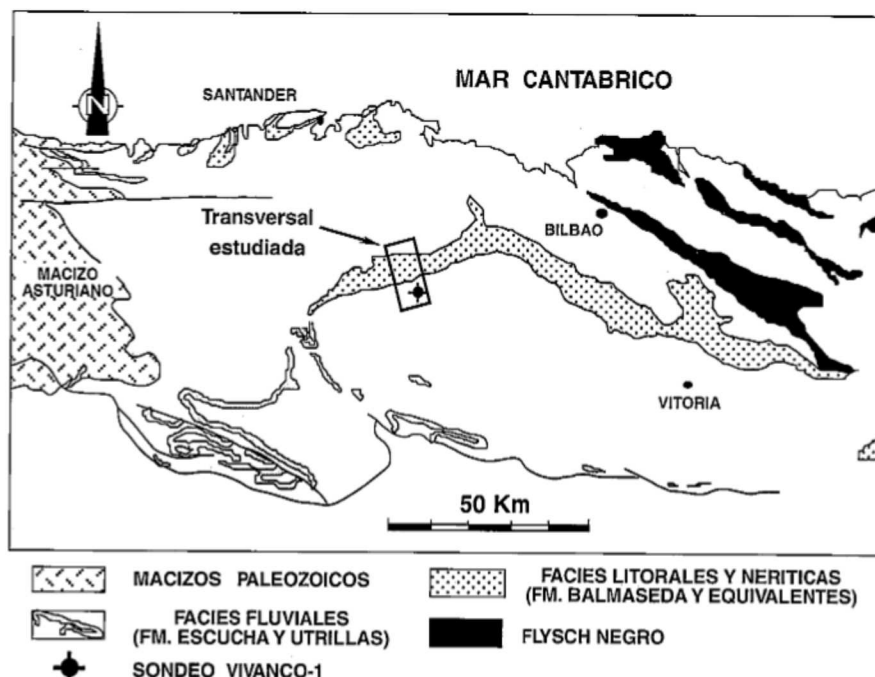 MAR CANTABRICO
SANTANDER
N
Transversal
estudiada
BILBAO
MACIZO
ASTURIANO
VITORIA
50 Km
MACIZOS PALEOZOICOS
FACIES FLUVIALES
(FM. ESCUCHA Y UTRILLAS)
SONDEO VIVANCO-1
FACIES LITORALES Y NERITICAS
(FM. BALMASEDA Y EQUIVALENTES)
FLYSCH NEGRO